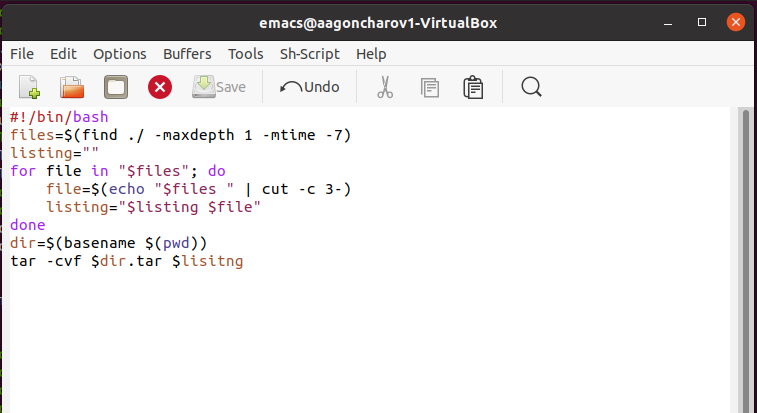 emacs@aagoncharov1-VirtualBox
File Edit Options Buffers Tools Sh-Script Help
Save Undo
#!/bin/bash
files=$(find ./ -maxdepth 1 -mtime -7)
listing=""
for file in "$files"; do
    file=$(echo "$files " | cut -c 3-)
    listing="$listing $file"
done
dir=$(basename $(pwd))
tar -cvf $dir.tar $lisitng